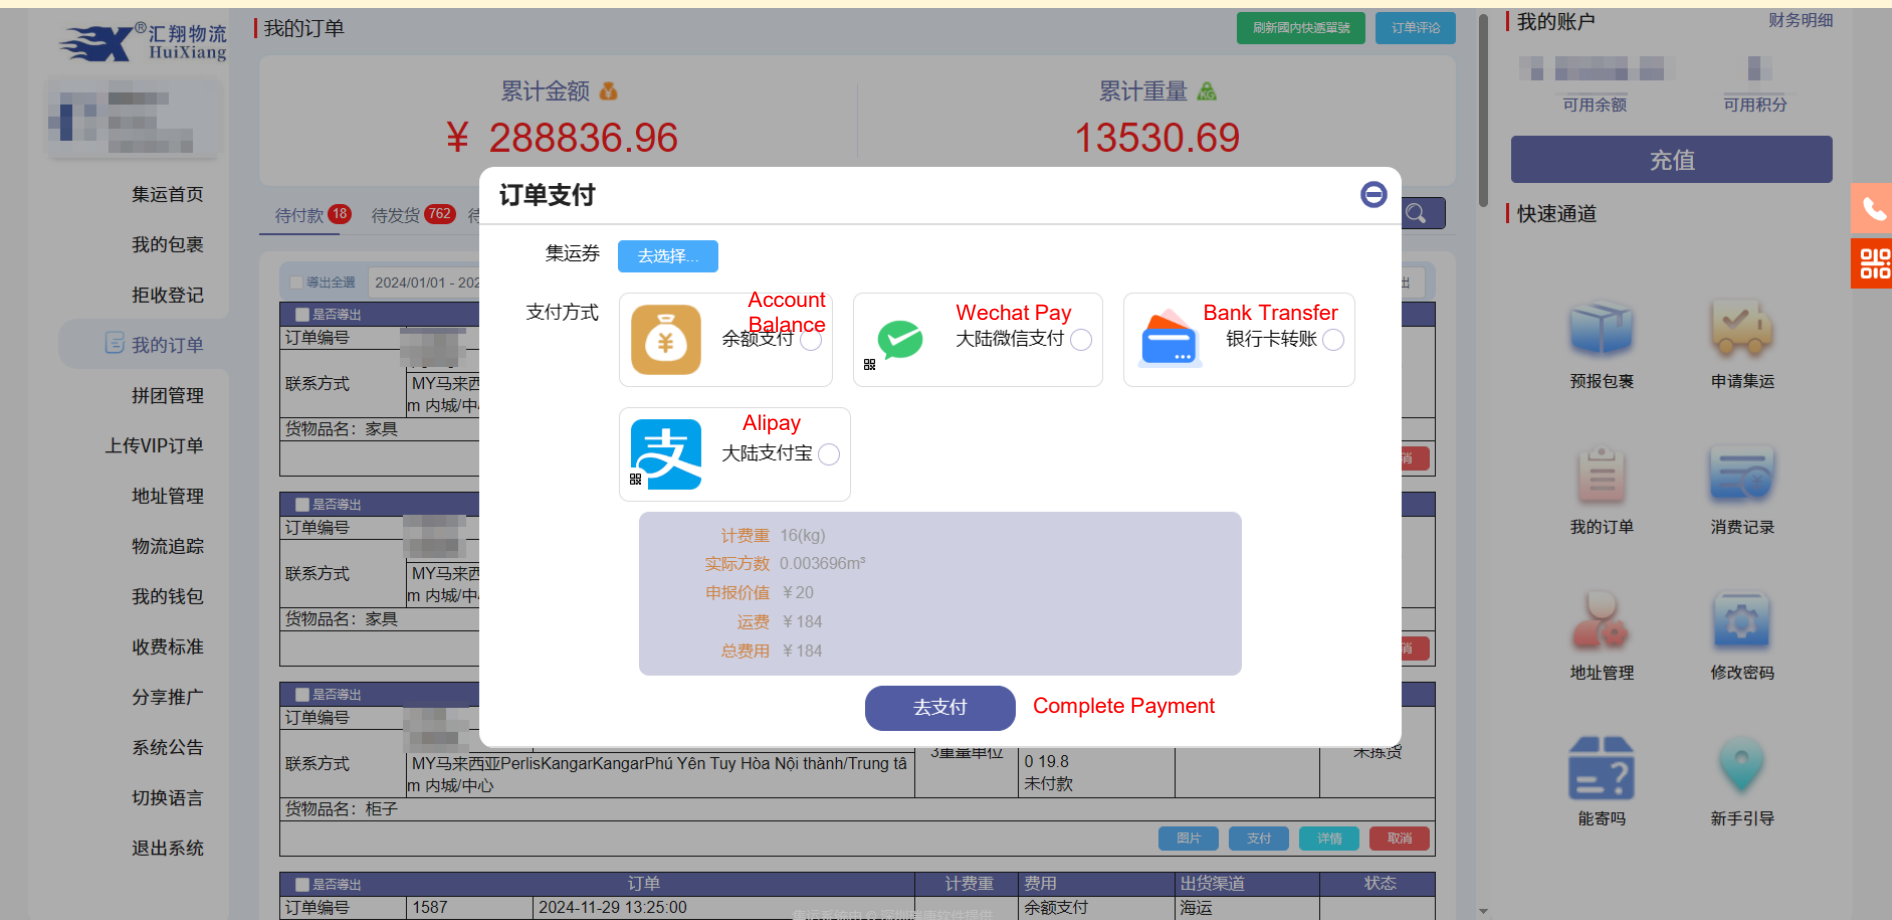 汇翔物流
HuiXiang
集运首页
我的包裹
拒收登记
我的订单
拼团管理
上传VIP订单
地址管理
物流追踪
我的钱包
收费标准
分享推广
系统公告
切换语言
退出系统
我的订单
刷新國内快遞單號
订单评论
累计金额
¥ 288836.96
累计重量
13530.69
待付款 18 待发货 762 待
導出全選 2024/01/01 - 202
是否導出
订单编号
联系方式 MY马来西
m 内城/中
货物品名：家具
是否導出
订单编号
联系方式 MY马来西
m 内城/中
货物品名：家具
是否導出
订单编号
3重量单位
0 19.8
未付款
未拣货
联系方式 MY马来西亚PerlisKangarKangarPhú Yên Tuy Hòa Nội thành/Trung tâ
m 内城/中心
货物品名：柜子
图片 支付 详情 取消
是否導出 订单 计费重 费用 出货渠道 状态
订单编号 1587 2024-11-29 13:25:00 余额支付 海运
订单支付
集运券 去选择...
支付方式
Account
Balance
余额支付
Wechat Pay
大陆微信支付
Bank Transfer
银行卡转账
Alipay
支
大陆支付宝
计费重 16(kg)
实际方数 0.003696m³
申报价值 ¥20
运费 ¥184
总费用 ¥184
去支付 Complete Payment
我的账户 财务明细
可用余额 可用积分
充值
快速通道
预报包裹 申请集运
我的订单 消费记录
地址管理 修改密码
能寄吗 新手引导